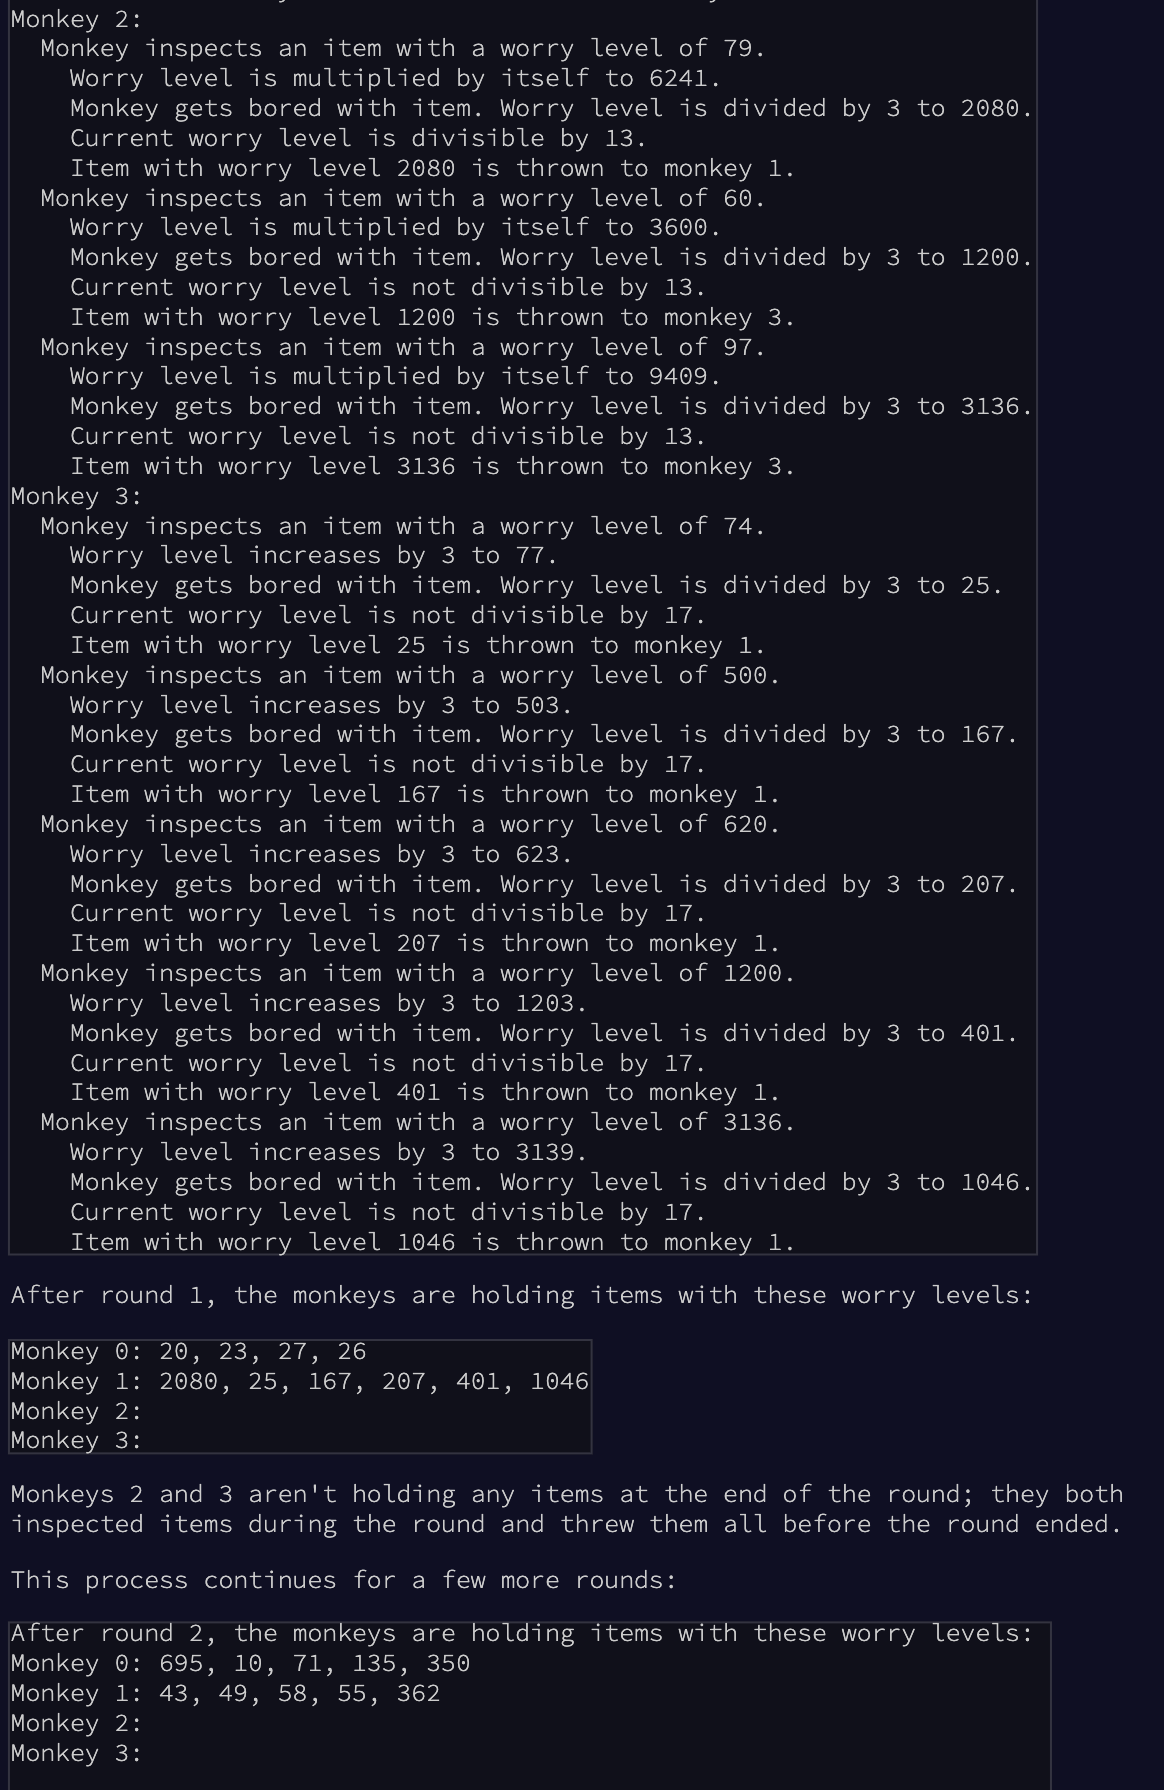 Monkey 2:
Monkey inspects an item with a worry level of 79.
Worry level is multiplied by itself to 6241.
Monkey gets bored with item. Worry level is divided by 3 to 2080.
Current worry level is divisible by 13.
Item with worry level 2080 is thrown to monkey 1.
Monkey inspects an item with a worry level of 60.
Worry level is multiplied by itself to 3600.
Monkey gets bored with item. Worry level is divided by 3 to 1200.
Current worry level is not divisible by 13.
Item with worry level 1200 is thrown to monkey 3.
Monkey inspects an item with a worry level of 97.
Worry level is multiplied by itself to 9409.
Monkey gets bored with item. Worry level is divided by 3 to 3136.
Current worry level is not divisible by 13.
Item with worry level 3136 is thrown to monkey 3.
Monkey 3:
Monkey inspects an item with a worry level of 74.
Worry level increases by 3 to 77.
Monkey gets bored with item. Worry level is divided by 3 to 25.
Current worry level is not divisible by 17.
Item with worry level 25 is thrown to monkey 1.
Monkey inspects an item with a worry level of 500.
Worry level increases by 3 to 503.
Monkey gets bored with item. Worry level is divided by 3 to 167.
Current worry level is not divisible by 17.
Item with worry level 167 is thrown to monkey 1.
Monkey inspects an item with a worry level of 620.
Worry level increases by 3 to 623.
Monkey gets bored with item. Worry level is divided by 3 to 207.
Current worry level is not divisible by 17.
Item with worry level 207 is thrown to monkey 1.
Monkey inspects an item with a worry level of 1200.
Worry level increases by 3 to 1203.
Monkey gets bored with item. Worry level is divided by 3 to 401.
Current worry level is not divisible by 17.
Item with worry level 401 is thrown to monkey 1.
Monkey inspects an item with a worry level of 3136.
Worry level increases by 3 to 3139.
Monkey gets bored with item. Worry level is divided by 3 to 1046.
Current worry level is not divisible by 17.
Item with worry level 1046 is thrown to monkey 1.
After round 1, the monkeys are holding items with these worry levels:
Monkey 0: 20, 23, 27, 26
Monkey 1: 2080, 25, 167, 207, 401, 1046
Monkey 2:
Monkey 3:
Monkeys 2 and 3 aren't holding any items at the end of the round; they both
inspected items during the round and threw them all before the round ended.
This process continues for a few more rounds:
After round 2, the monkeys are holding items with these worry levels:
Monkey 0: 695, 10, 71, 135, 350
Monkey 1: 43, 49, 58, 55, 362
Monkey 2:
Monkey 3: